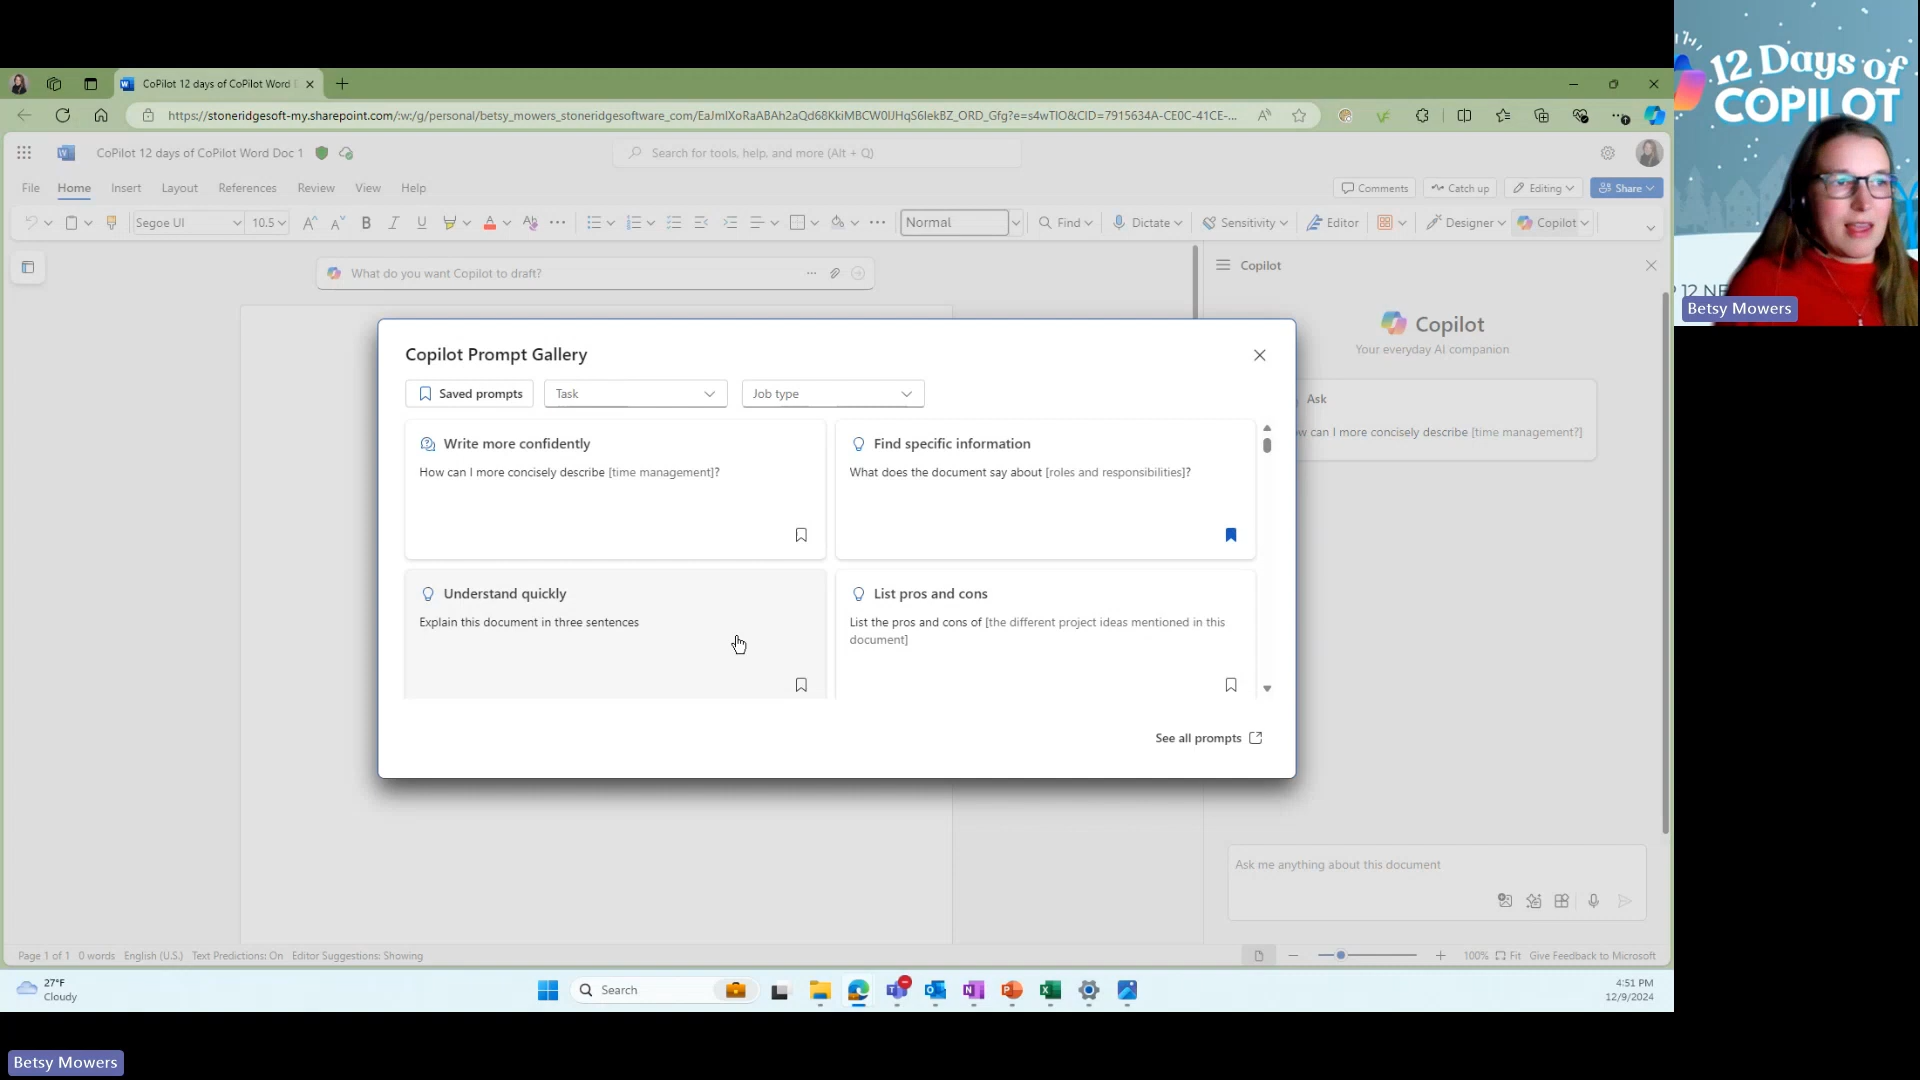 12 Days of
COPILOT
12 NE
Betsy Mowers
CoPilot 12 days of CoPilot Word
https://stoneridgesoft-my.sharepoint.com/:w:/g/personal/betsy_mowers_stoneridgesoftware_com/EaJmlXoRaABAh2aQd68KkiMBCW0lJHqS6lekBZ_ORD_Gfg?e=s4wTlO&CID=7915634A-CE0C-41CE-...
CoPilot 12 days of CoPilot Word Doc 1
Search for tools, help, and more (Alt + Q)
File Home Insert Layout References Review View Help
Comments Catch up Editing Share
Segoe UI 10.5 B I U A Normal Find Dictate Sensitivity Editor Designer Copilot
What do you want Copilot to draft?
Copilot
Copilot
Your everyday AI companion
Ask
w can I more concisely describe [time management?]
Copilot Prompt Gallery
Saved prompts Task Job type
Write more confidently
How can I more concisely describe [time management]?
Find specific information
What does the document say about [roles and responsibilities]?
Understand quickly
Explain this document in three sentences
List pros and cons
List the pros and cons of [the different project ideas mentioned in this
document]
See all prompts
Ask me anything about this document
Page 1 of 1 0 words English (U.S.) Text Predictions: On Editor Suggestions: Showing
100% Fit Give Feedback to Microsoft
27°F
Cloudy
Search
4:51 PM
12/9/2024
Betsy Mowers